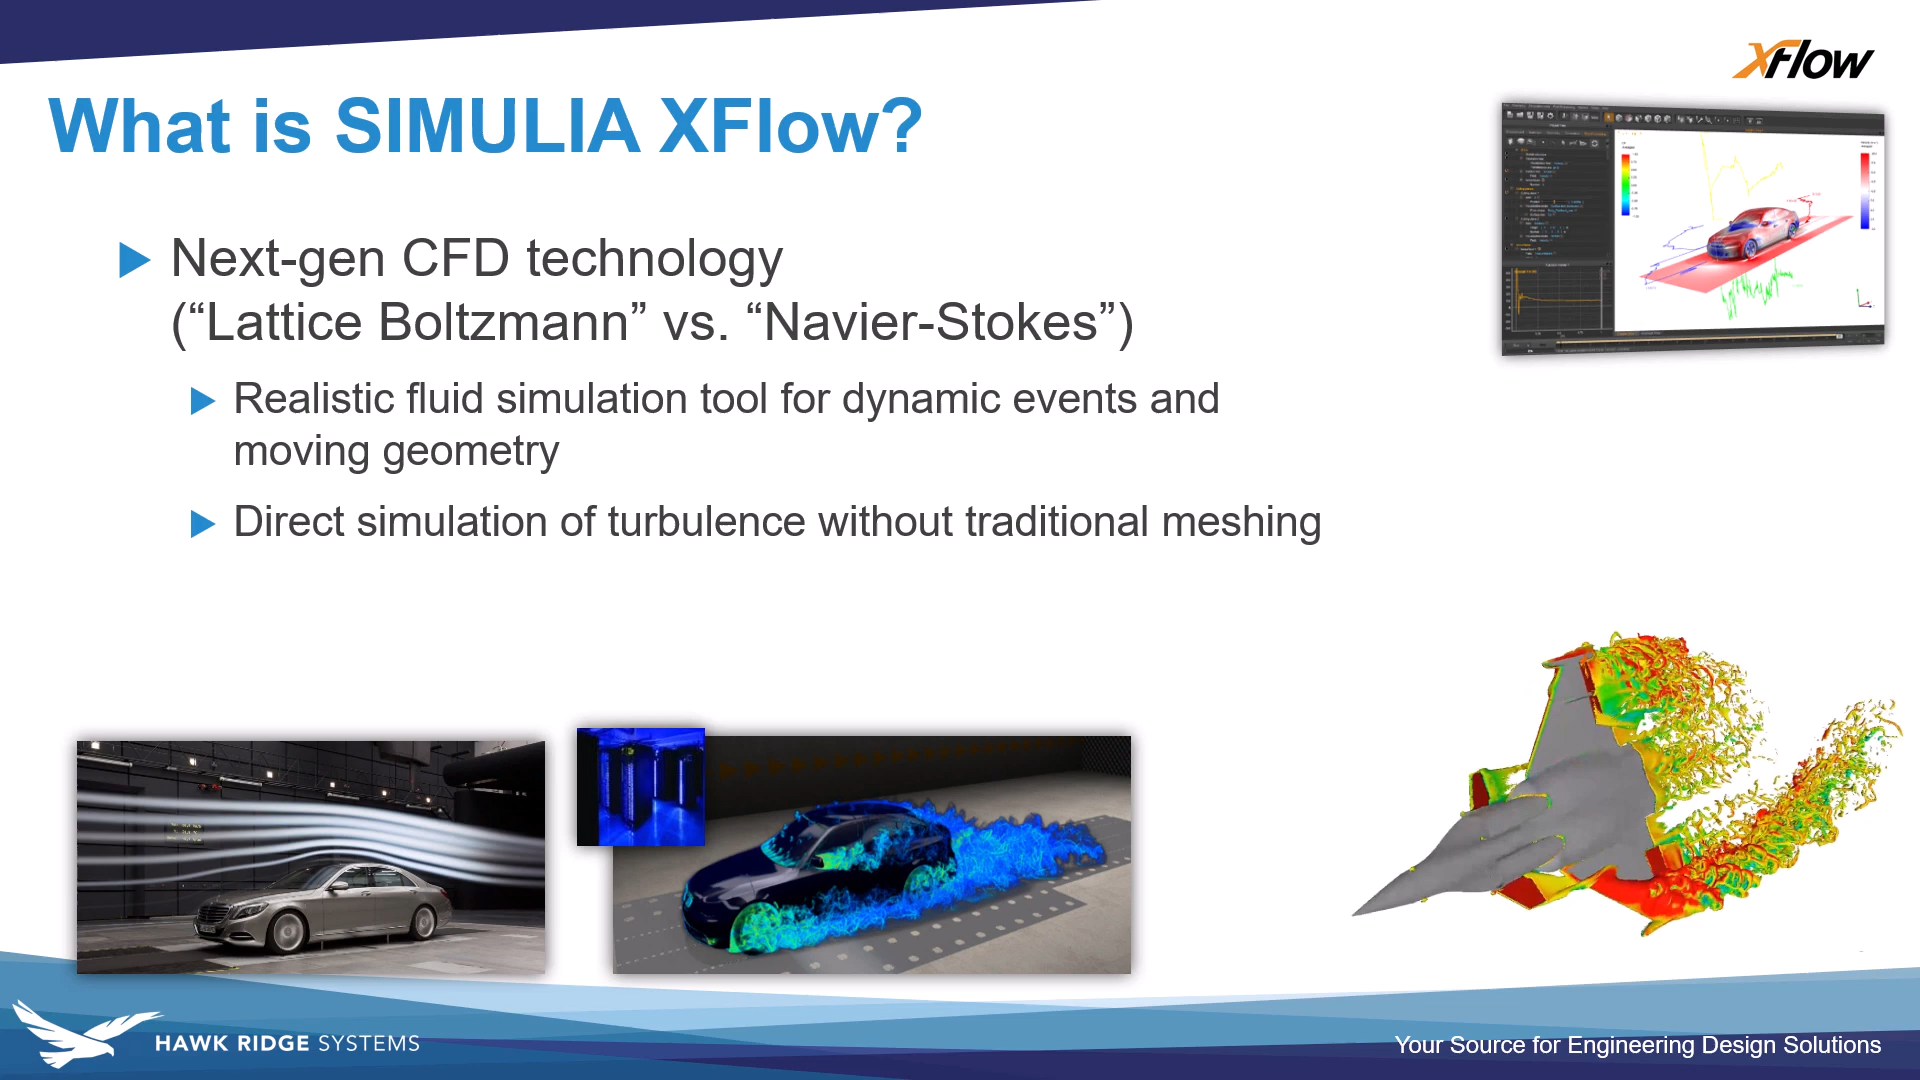 XFlow
What is SIMULIA XFlow?
Next-gen CFD technology
(“Lattice Boltzmann” vs. “Navier-Stokes”)
Realistic fluid simulation tool for dynamic events and
moving geometry
Direct simulation of turbulence without traditional meshing
HAWK RIDGE SYSTEMS
Your Source for Engineering Design Solutions